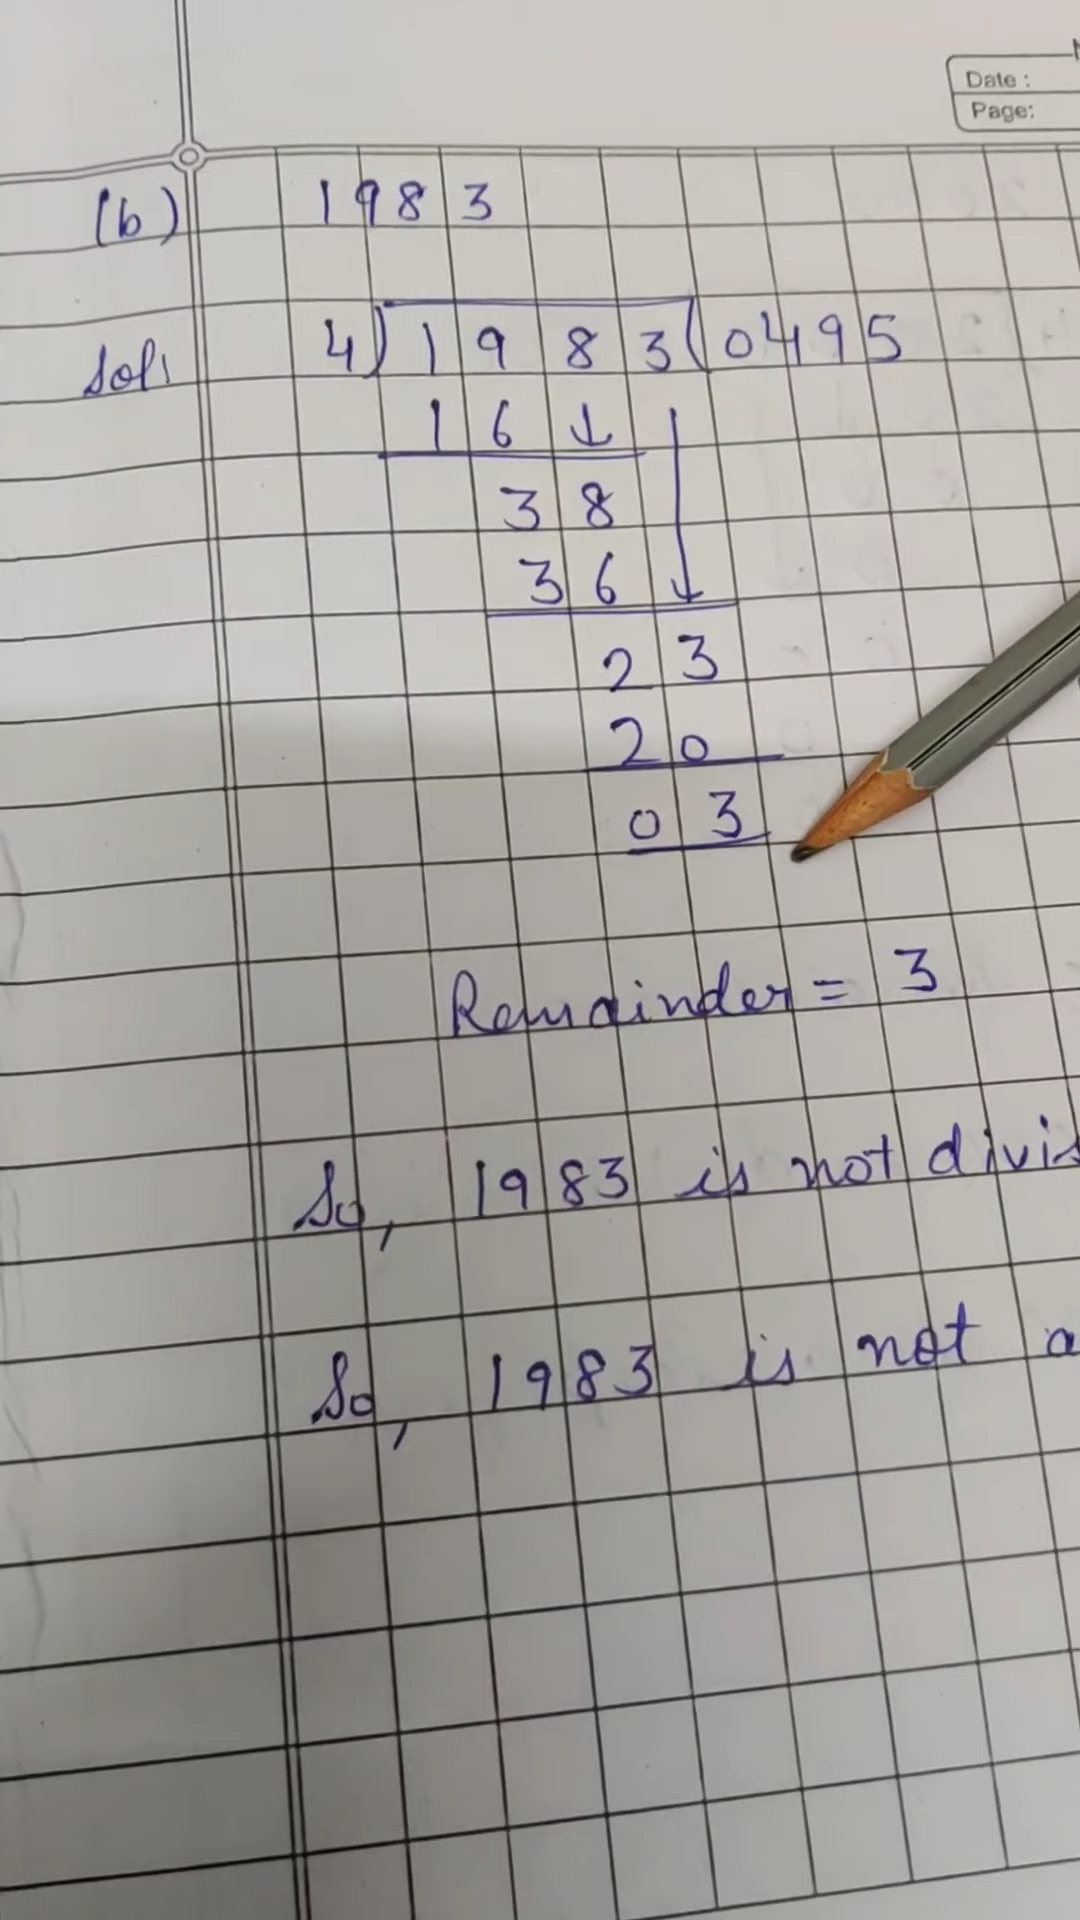 Date :
Page:
(b) 1983
Sol: 4)1983(0495
16↓
38
36↓
23
20
03
Remainder = 3
So, 1983 is not divis
So, 1983 is not a